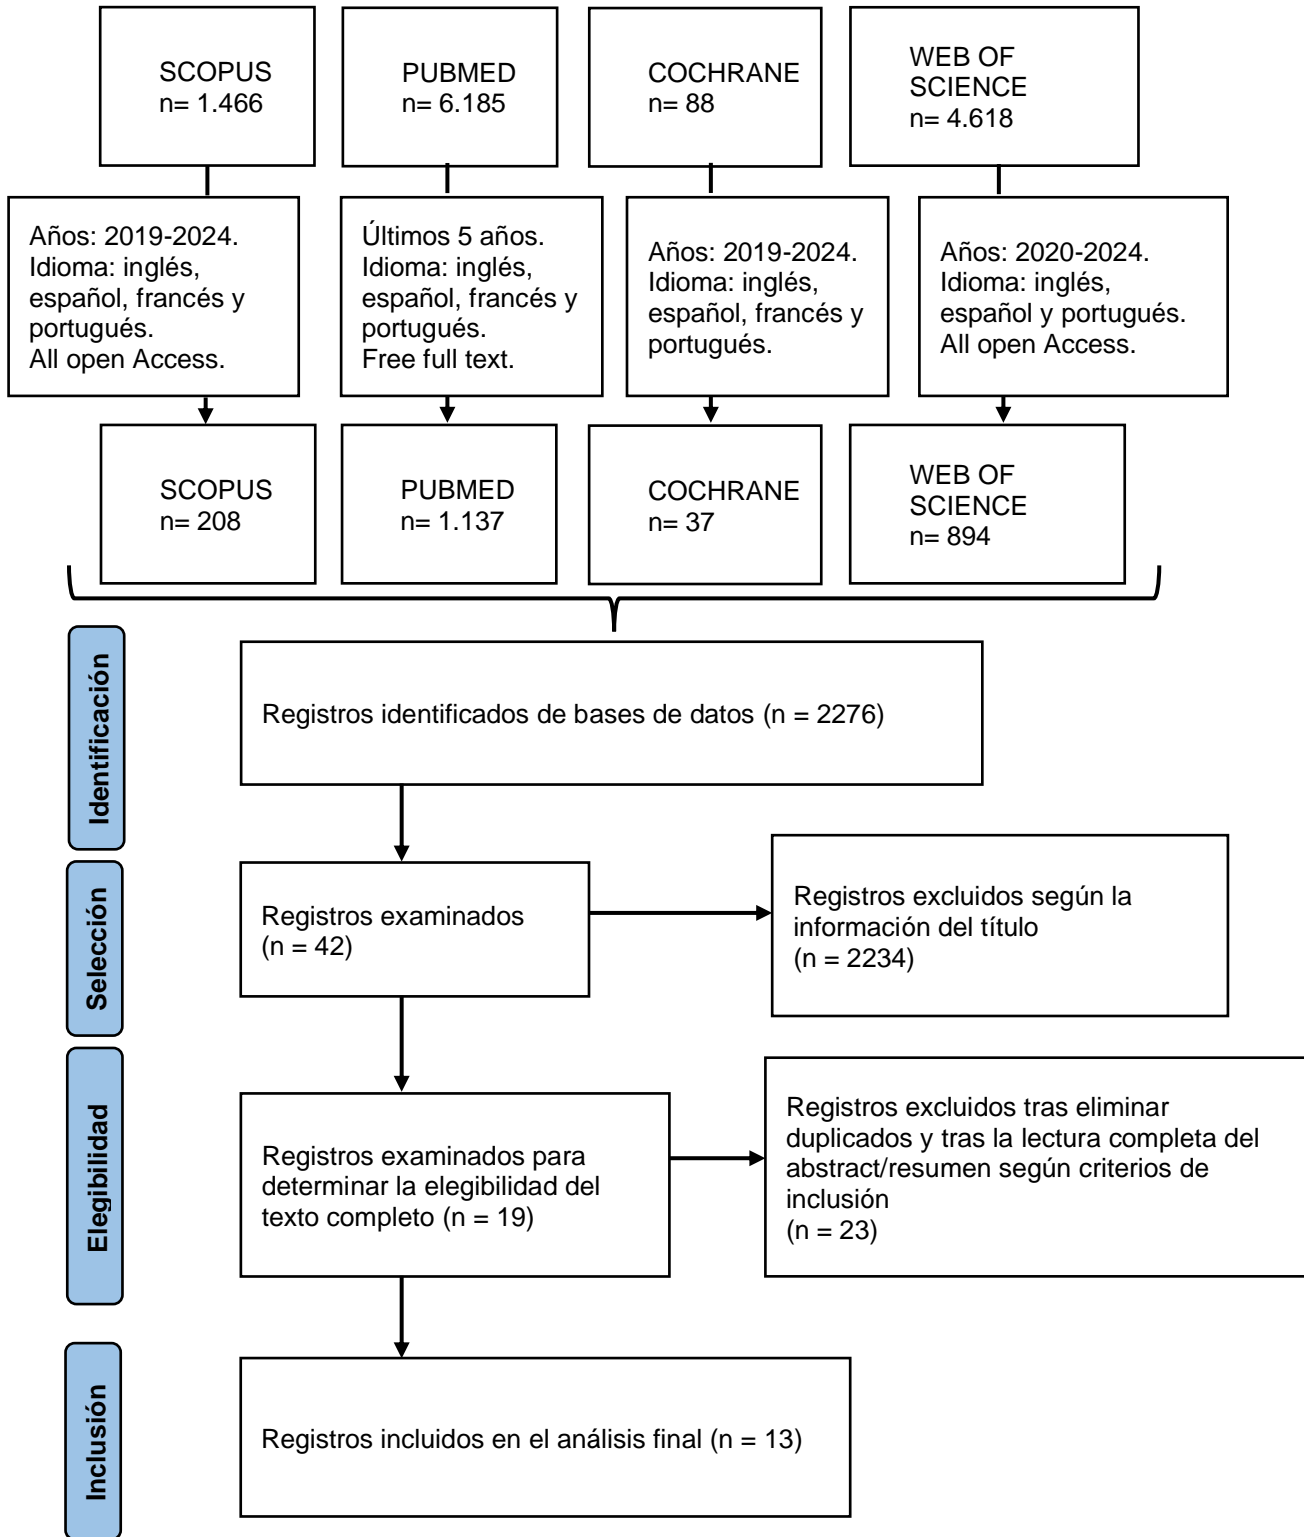 SCOPUS
n= 1.466
PUBMED
n= 6.185
COCHRANE
n= 88
WEB OF
SCIENCE
n= 4.618
Años: 2019-2024.
Idioma: inglés,
español, francés y
portugués.
All open Access.
Últimos 5 años.
Idioma: inglés,
español, francés y
portugués.
Free full text.
Años: 2019-2024.
Idioma: inglés,
español, francés y
portugués.
Años: 2020-2024.
Idioma: inglés,
español y portugués.
All open Access.
SCOPUS
n= 208
PUBMED
n= 1.137
COCHRANE
n= 37
WEB OF
SCIENCE
n= 894
Identificación
Registros identificados de bases de datos (n = 2276)
Selección
Registros examinados
(n = 42)
Registros excluidos según la
información del título
(n = 2234)
Elegibilidad
Registros examinados para
determinar la elegibilidad del
texto completo (n = 19)
Registros excluidos tras eliminar
duplicados y tras la lectura completa del
abstract/resumen según criterios de
inclusión
(n = 23)
Inclusión
Registros incluidos en el análisis final (n = 13)